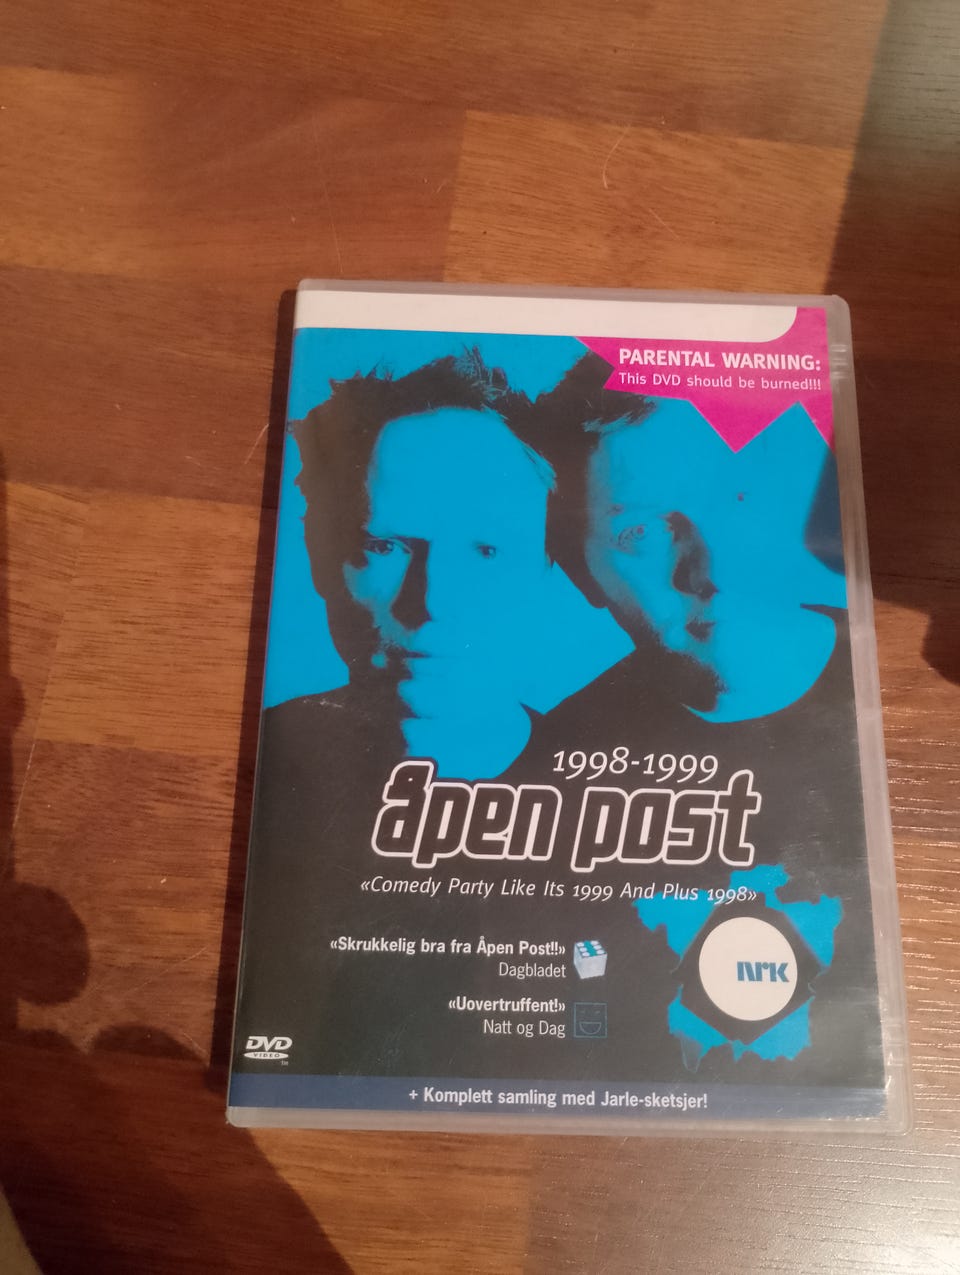 PARENTAL WARNING:
This DVD should be burned!!!
1998-1999
åpen post
«Comedy Party Like Its 1999 And Plus 1998»
«Skrukkelig bra fra Åpen Post!!»
Dagbladet
«Uovertruffent!»
Natt og Dag
NRK
DVD
VIDEO
TM
+ Komplett samling med Jarle-sketsjer!